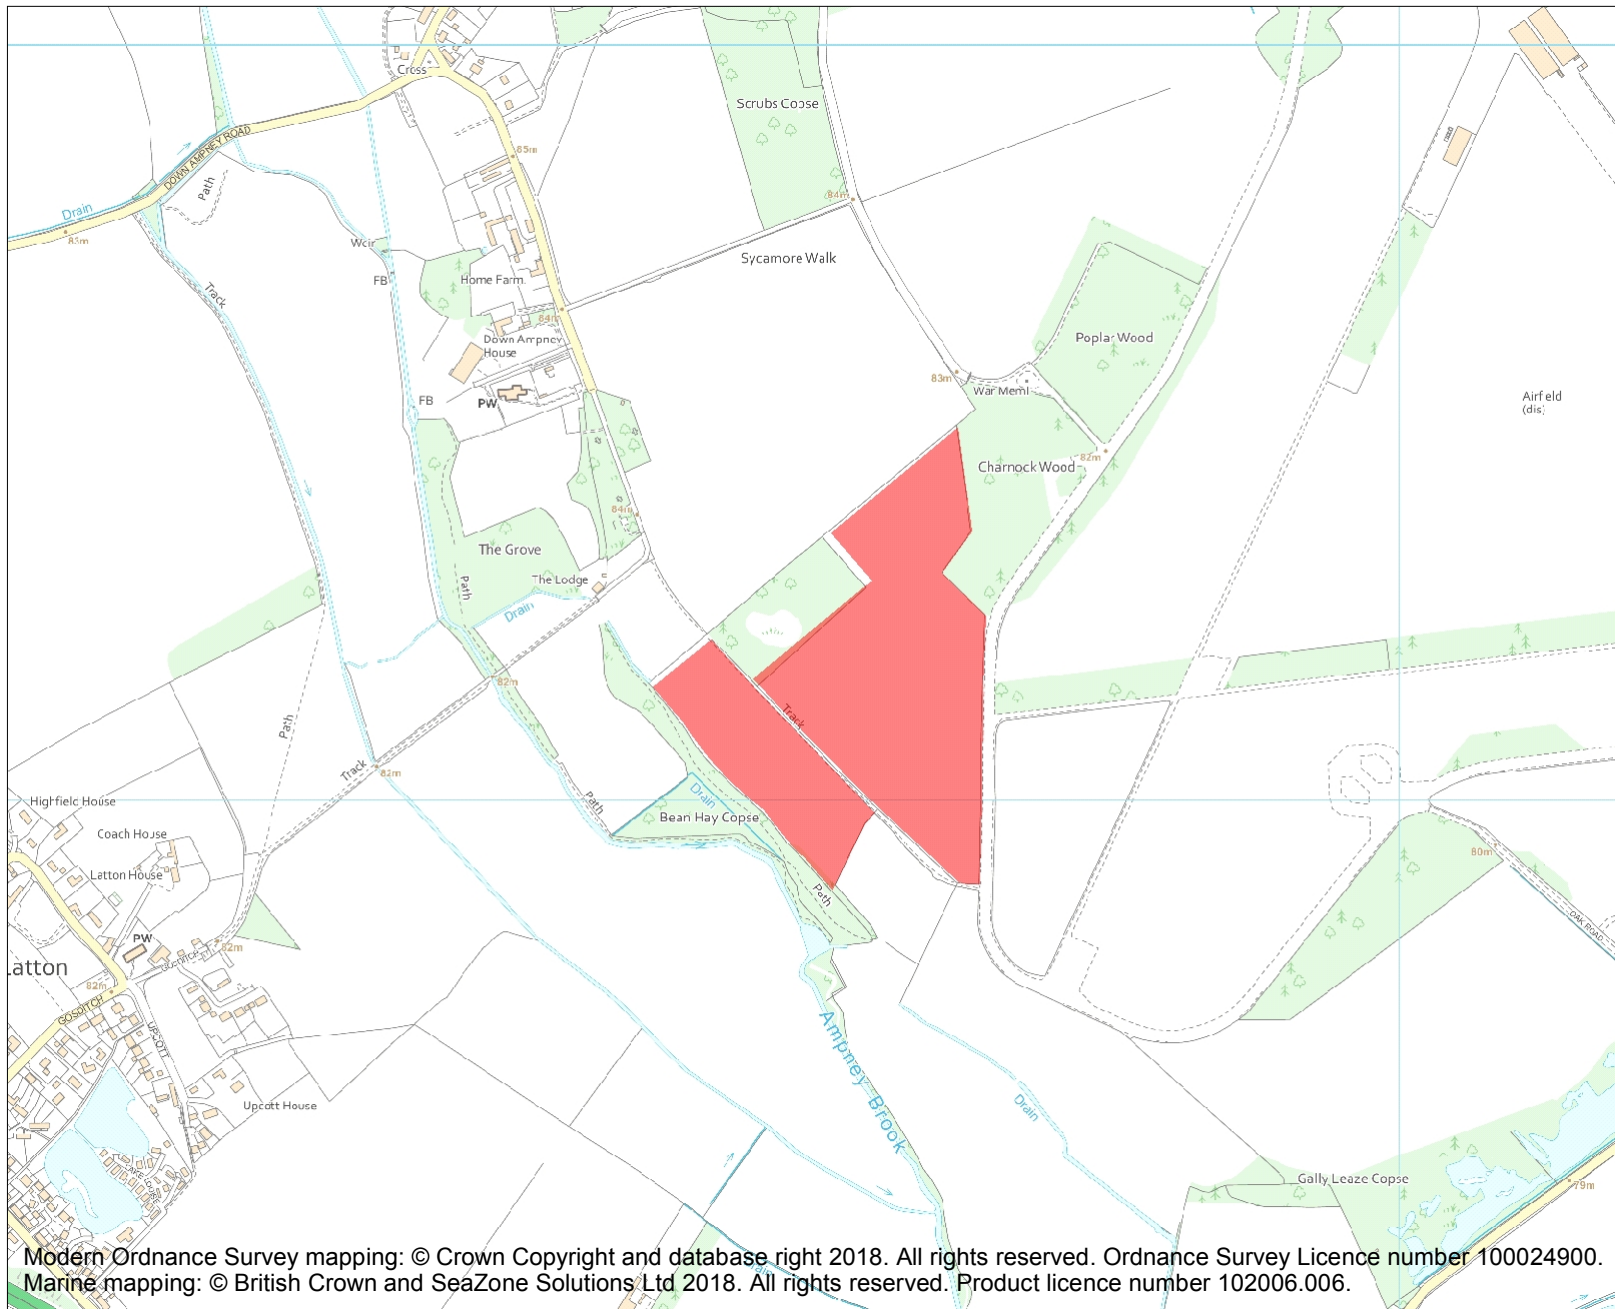 Cross
Scrubs Copse
DOWN AMPNEY ROAD
85m
Path
Drain
83m
84m
Weir
Sycamore Walk
FB
Home Farm
Track
84m
Down Ampney
House
Poplar Wood
83m
War Meml
PW
FB
Airfield
(dis)
82m
Charnock Wood
84m
The Grove
The Lodge
Path
Drain
82m
Path
Track
Track
82m
Path
Drain
Bean Hay Copse
Highfield House
Coach House
Latton House
80m
Path
OAK ROAD
PW
82m
Latton
82m
GOSDITCH
GOSDITCH
UPCOTT
Ampney Brook
Upcott House
Drain
Gally Leaze Copse
79m
Drain
Modern Ordnance Survey mapping: © Crown Copyright and database right 2018. All rights reserved. Ordnance Survey Licence number 100024900.
Marine mapping: © British Crown and SeaZone Solutions Ltd 2018. All rights reserved. Product licence number 102006.006.